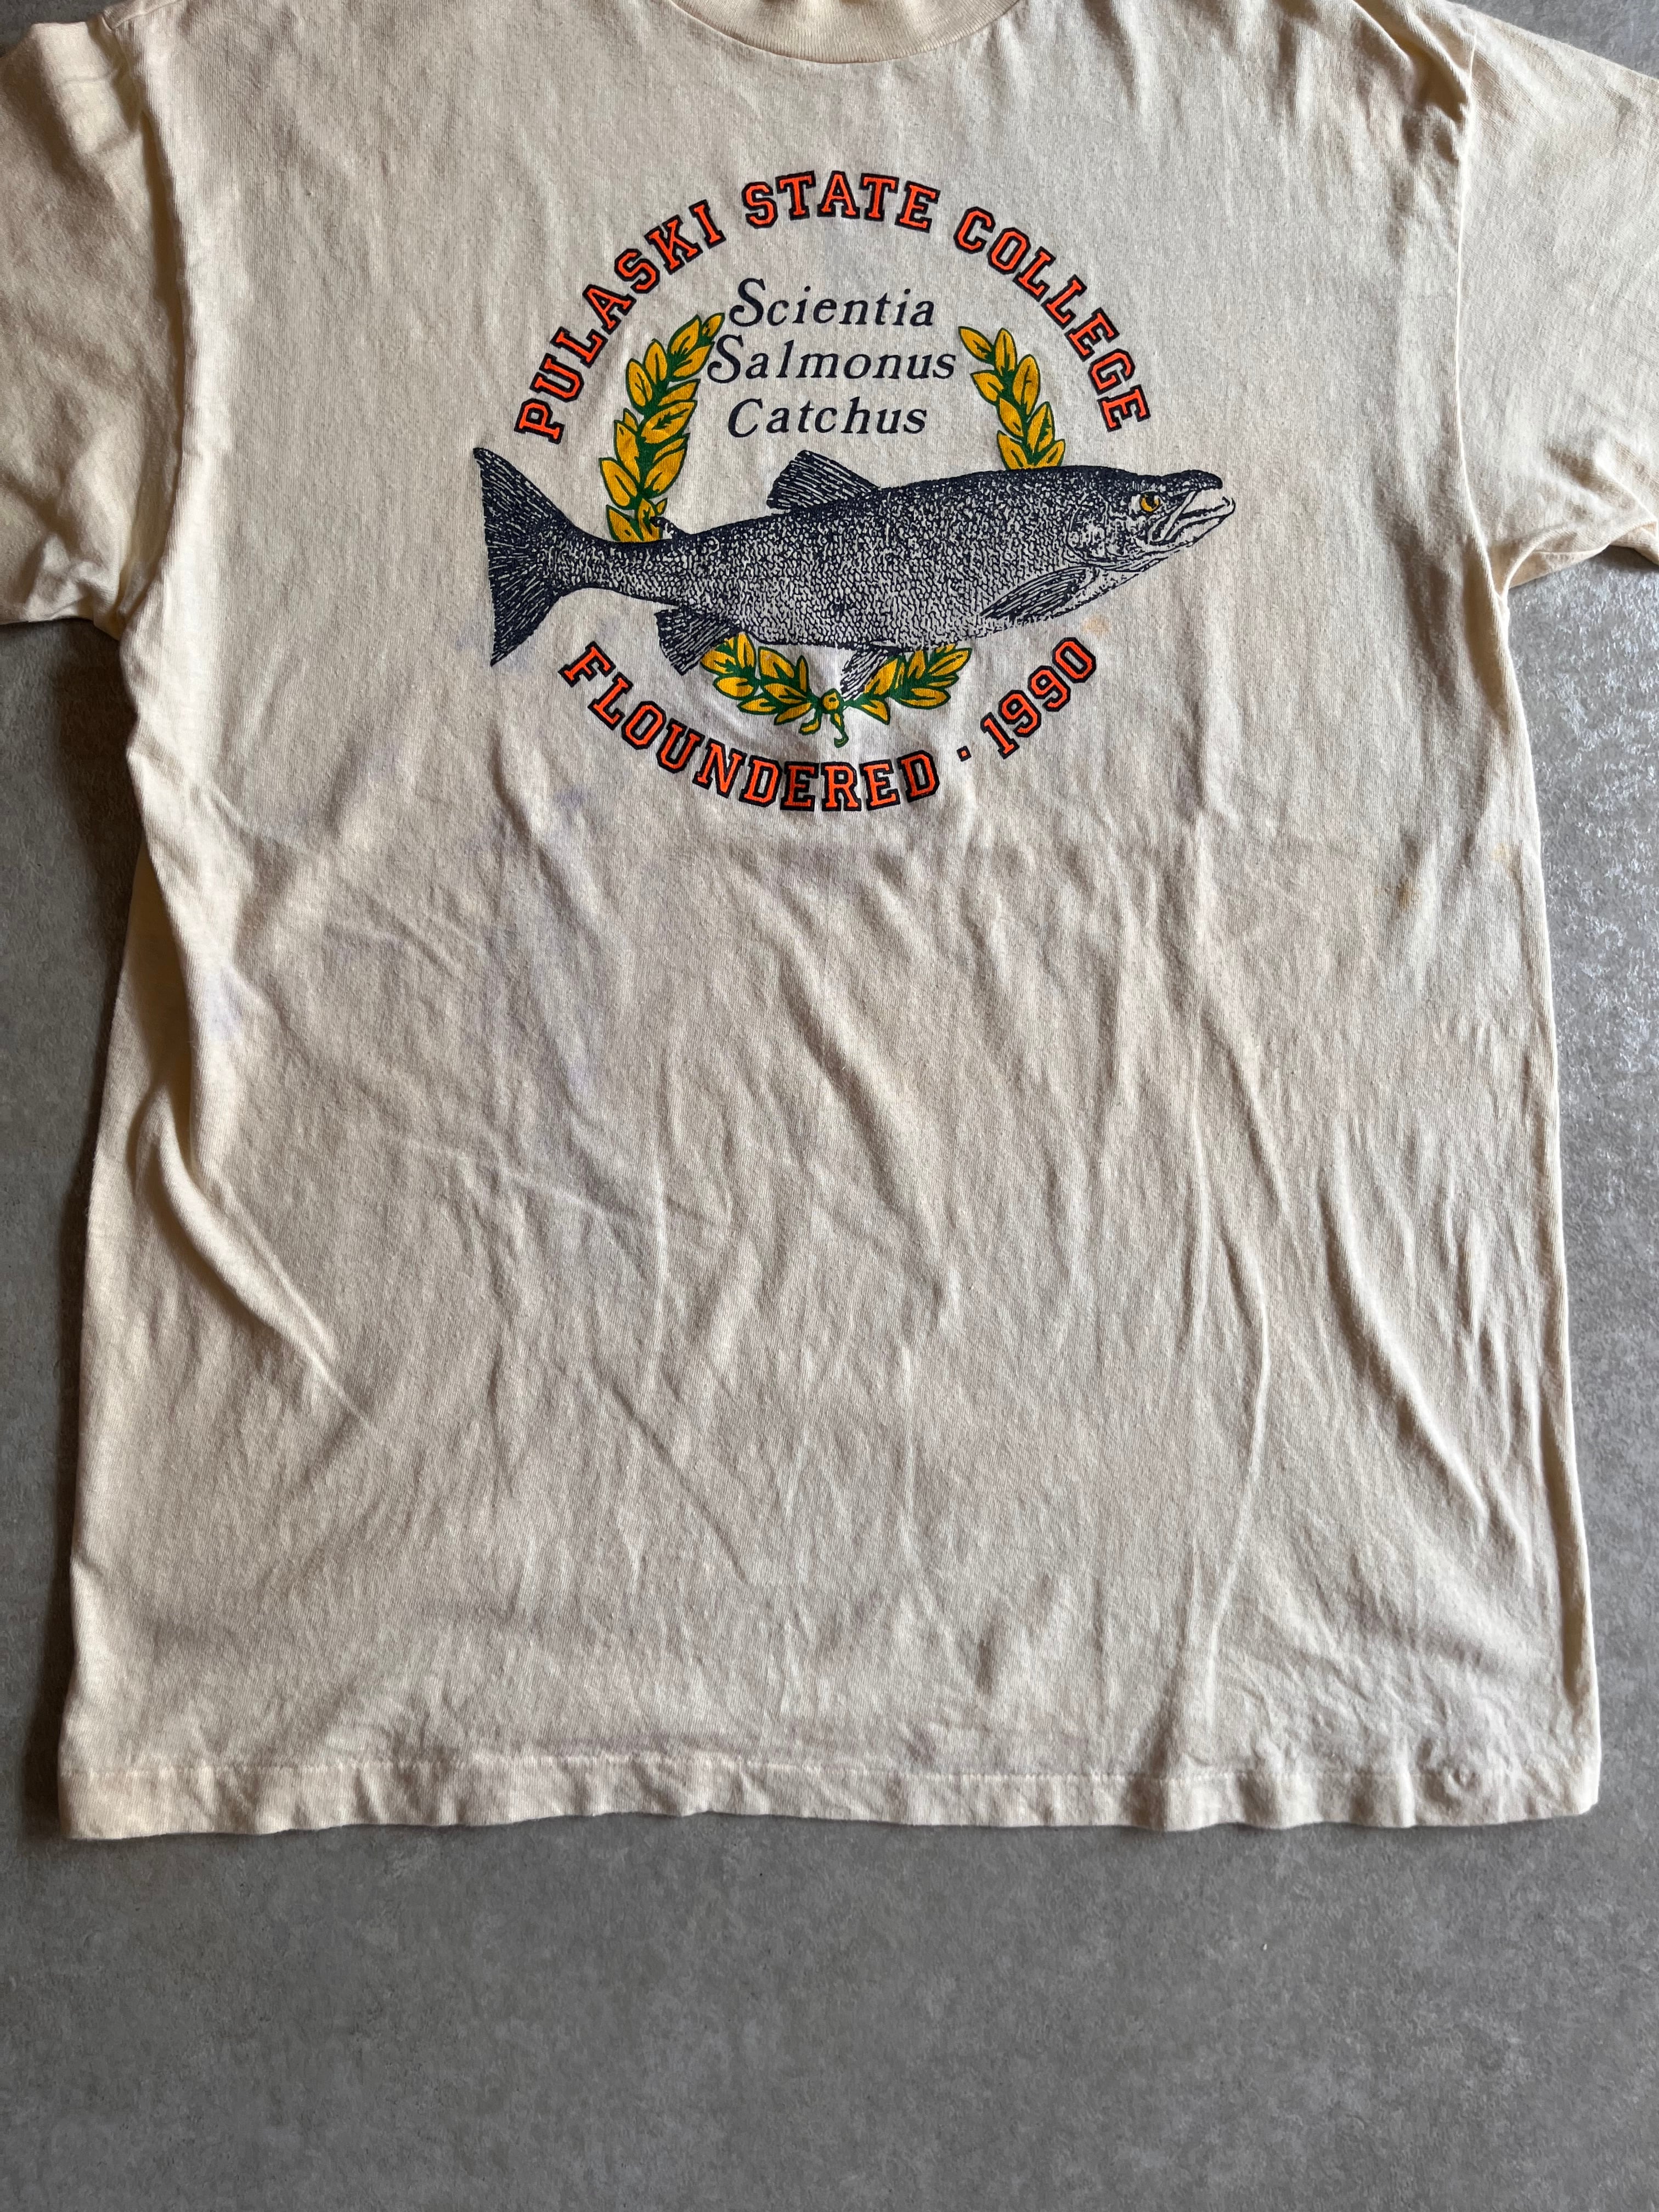 PULASKI STATE COLLEGE
Scientia
Salmonus
Catchus
FLOUNDERED · 1990